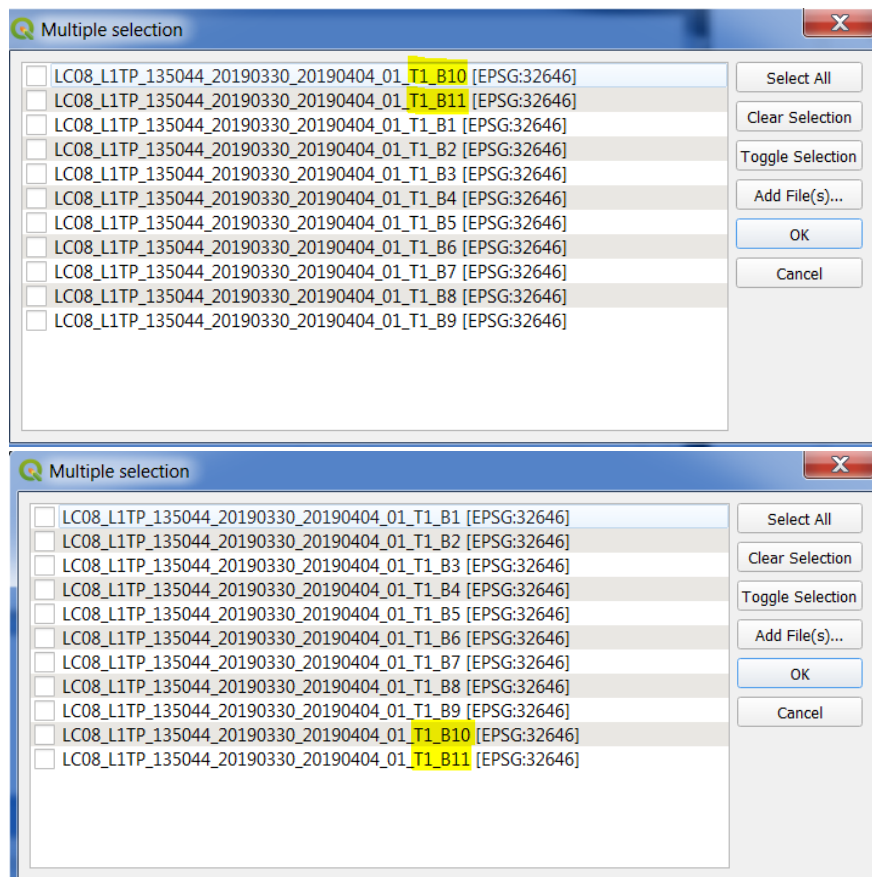 Multiple selection
LC08_L1TP_135044_20190330_20190404_01_T1_B10 [EPSG:32646]
LC08_L1TP_135044_20190330_20190404_01_T1_B11 [EPSG:32646]
LC08_L1TP_135044_20190330_20190404_01_T1_B1 [EPSG:32646]
LC08_L1TP_135044_20190330_20190404_01_T1_B2 [EPSG:32646]
LC08_L1TP_135044_20190330_20190404_01_T1_B3 [EPSG:32646]
LC08_L1TP_135044_20190330_20190404_01_T1_B4 [EPSG:32646]
LC08_L1TP_135044_20190330_20190404_01_T1_B5 [EPSG:32646]
LC08_L1TP_135044_20190330_20190404_01_T1_B6 [EPSG:32646]
LC08_L1TP_135044_20190330_20190404_01_T1_B7 [EPSG:32646]
LC08_L1TP_135044_20190330_20190404_01_T1_B8 [EPSG:32646]
LC08_L1TP_135044_20190330_20190404_01_T1_B9 [EPSG:32646]
Select All
Clear Selection
Toggle Selection
Add File(s)...
OK
Cancel
Multiple selection
LC08_L1TP_135044_20190330_20190404_01_T1_B1 [EPSG:32646]
LC08_L1TP_135044_20190330_20190404_01_T1_B2 [EPSG:32646]
LC08_L1TP_135044_20190330_20190404_01_T1_B3 [EPSG:32646]
LC08_L1TP_135044_20190330_20190404_01_T1_B4 [EPSG:32646]
LC08_L1TP_135044_20190330_20190404_01_T1_B5 [EPSG:32646]
LC08_L1TP_135044_20190330_20190404_01_T1_B6 [EPSG:32646]
LC08_L1TP_135044_20190330_20190404_01_T1_B7 [EPSG:32646]
LC08_L1TP_135044_20190330_20190404_01_T1_B8 [EPSG:32646]
LC08_L1TP_135044_20190330_20190404_01_T1_B9 [EPSG:32646]
LC08_L1TP_135044_20190330_20190404_01_T1_B10 [EPSG:32646]
LC08_L1TP_135044_20190330_20190404_01_T1_B11 [EPSG:32646]
Select All
Clear Selection
Toggle Selection
Add File(s)...
OK
Cancel